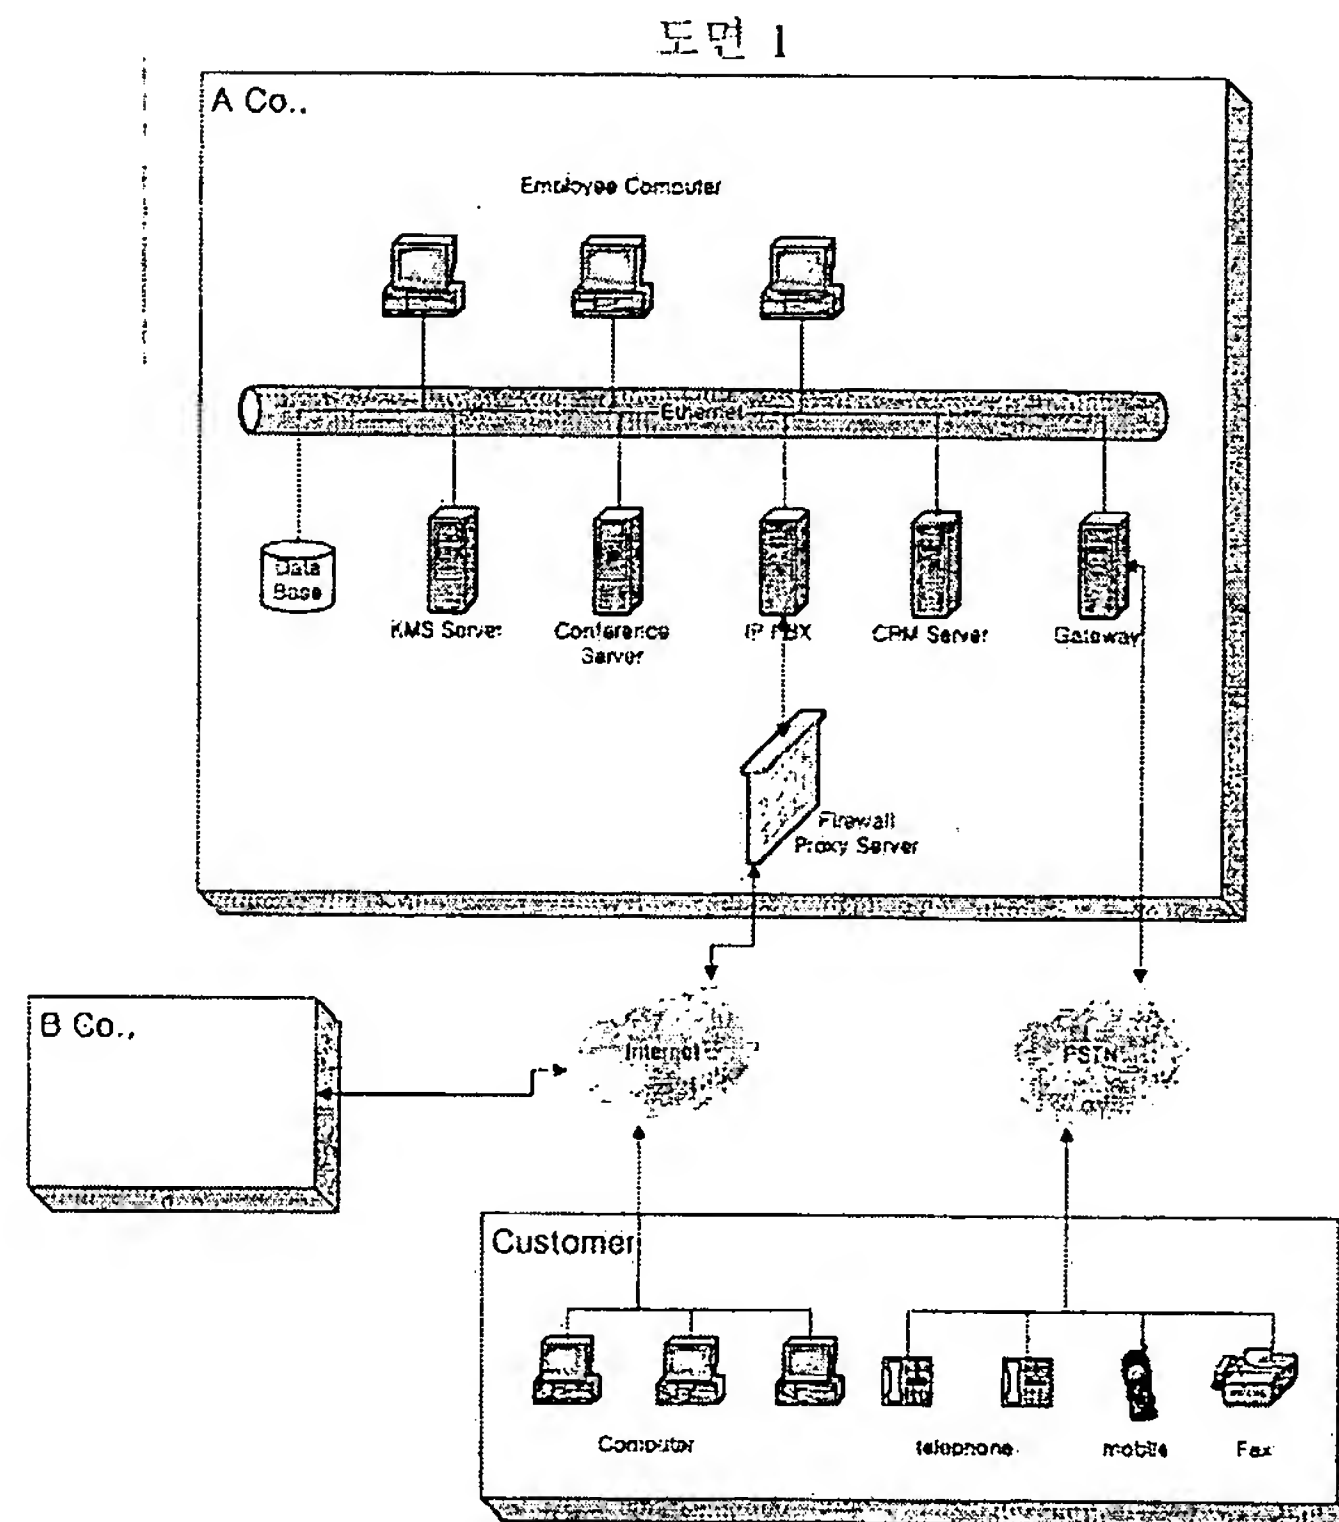 도면 1
A Co.,
Employee Computer
Ethernet
Data
Base
KMS Server
Conference
Server
IP PBX
CRM Server
Gateway
Firewall
Proxy Server
B Co.,
Internet
PSTN
Customer
Computer
telephone
mobile
Fax